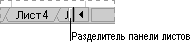 Лист4
Разделитель панели листов